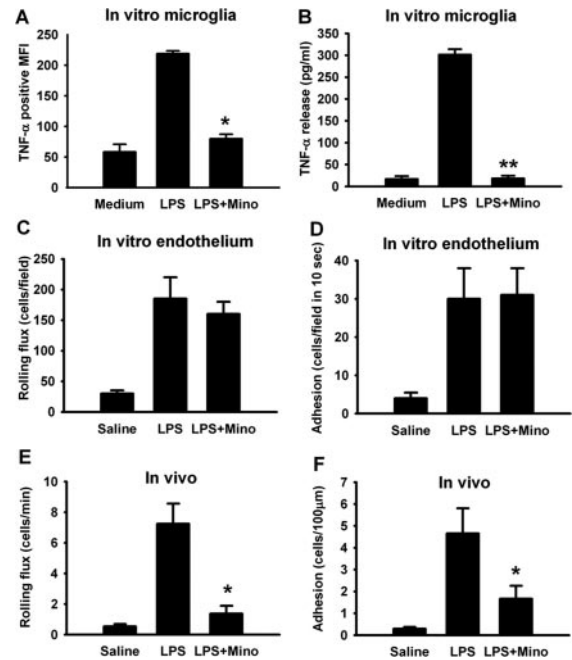 A
In vitro microglia
TNF-α positive MFI
250
200
150
100
50
0
*
Medium LPS LPS+Mino
B
In vitro microglia
TNF-α release (pg/ml)
350
300
250
200
150
100
50
0
**
Medium LPS LPS+Mino
C
In vitro endothelium
Rolling flux (cells/field)
250
200
150
100
50
0
Saline LPS LPS+Mino
D
In vitro endothelium
Adhesion (cells/field in 10 sec)
40
30
20
10
0
Saline LPS LPS+Mino
E
In vivo
Rolling flux (cells/min)
10
8
6
4
2
0
*
Saline LPS LPS+Mino
F
In vivo
Adhesion (cells/100μm)
7
6
5
4
3
2
1
0
*
Saline LPS LPS+Mino